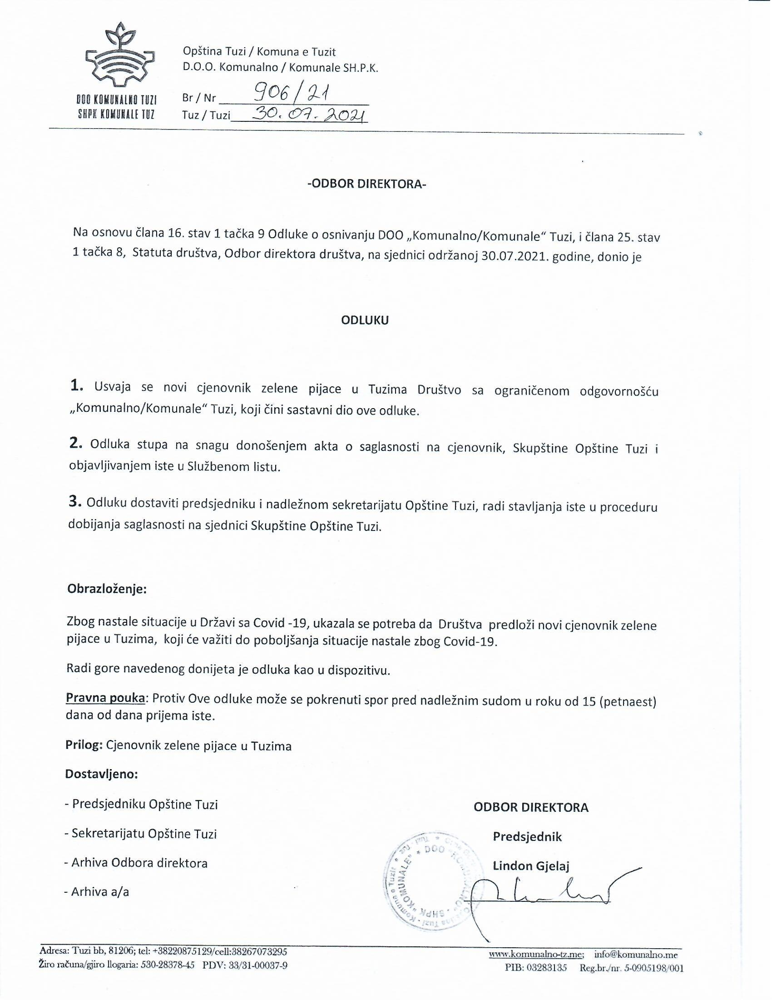 Opština Tuzi / Komuna e Tuzit
D.O.O. Komunalno / Komunale SH.P.K.
DOO KOMUNALNO TUZI
SHPK KOMUNALE TUZ
Br / Nr 906/21
Tuz / Tuzi 30.07.2021
-ODBOR DIREKTORA-
Na osnovu člana 16. stav 1 tačka 9 Odluke o osnivanju DOO „Komunalno/Komunale“ Tuzi, i člana 25. stav
1 tačka 8, Statuta društva, Odbor direktora društva, na sjednici održanoj 30.07.2021. godine, donio je
ODLUKU
1. Usvaja se novi cjenovnik zelene pijace u Tuzima Društvo sa ograničenom odgovornošću
„Komunalno/Komunale“ Tuzi, koji čini sastavni dio ove odluke.
2. Odluka stupa na snagu donošenjem akta o saglasnosti na cjenovnik, Skupštine Opštine Tuzi i
objavljivanjem iste u Službenom listu.
3. Odluku dostaviti predsjedniku i nadležnom sekretarijatu Opštine Tuzi, radi stavljanja iste u proceduru
dobijanja saglasnosti na sjednici Skupštine Opštine Tuzi.
Obrazloženje:
Zbog nastale situacije u Državi sa Covid -19, ukazala se potreba da Društva predloži novi cjenovnik zelene
pijace u Tuzima, koji će važiti do poboljšanja situacije nastale zbog Covid-19.
Radi gore navedenog donijeta je odluka kao u dispozitivu.
Pravna pouka: Protiv Ove odluke može se pokrenuti spor pred nadležnim sudom u roku od 15 (petnaest)
dana od dana prijema iste.
Prilog: Cjenovnik zelene pijace u Tuzima
Dostavljeno:
- Predsjedniku Opštine Tuzi
- Sekretarijatu Opštine Tuzi
- Arhiva Odbora direktora
- Arhiva a/a
ODBOR DIREKTORA
Predsjednik
Lindon Gjelaj
DOO "KOMUNALNO" - SHPK "KOMUNALE"
Tuzi - Komuna e Tuzit
Adresa: Tuzi bb, 81206; tel: +38220875129/cell:38267073295
Žiro računa/gjiro llogaria: 530-28378-45 PDV: 33/31-00037-9
www.komunalno-tz.me; info@komunalno.me
PIB: 03283135 Reg.br./nr. 5-0905198/001